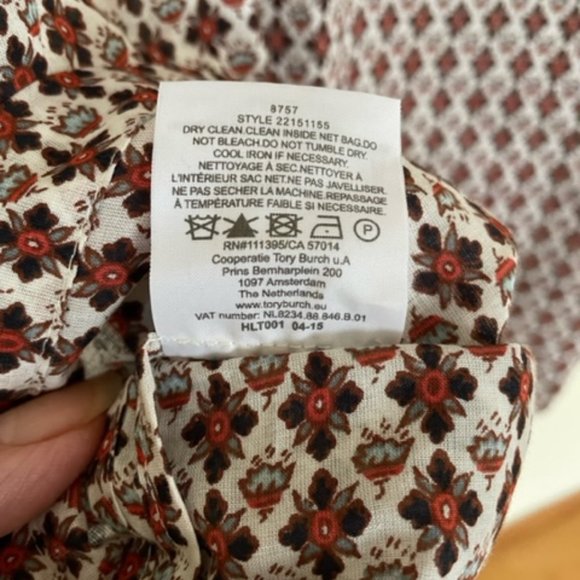 8757
STYLE 22151155
DRY CLEAN.CLEAN INSIDE NET BAG.DO
NOT BLEACH.DO NOT TUMBLE DRY.
COOL IRON IF NECESSARY.
NETTOYAGE À SEC.NETTOYER À
L'INTÉRIEUR SAC NET.NE PAS JAVELLISER.
NE PAS SECHER LA MACHINE.REPASSAGE
À TEMPÉRATURE FAIBLE SI NECESSAIRE.
P
RN#111395/CA 57014
Cooperatie Tory Burch u.A
Prins Bernharplein 200
1097 Amsterdam
The Netherlands
www.toryburch.eu
VAT number: NL8234.88.846.B.01
HLT001 04-15